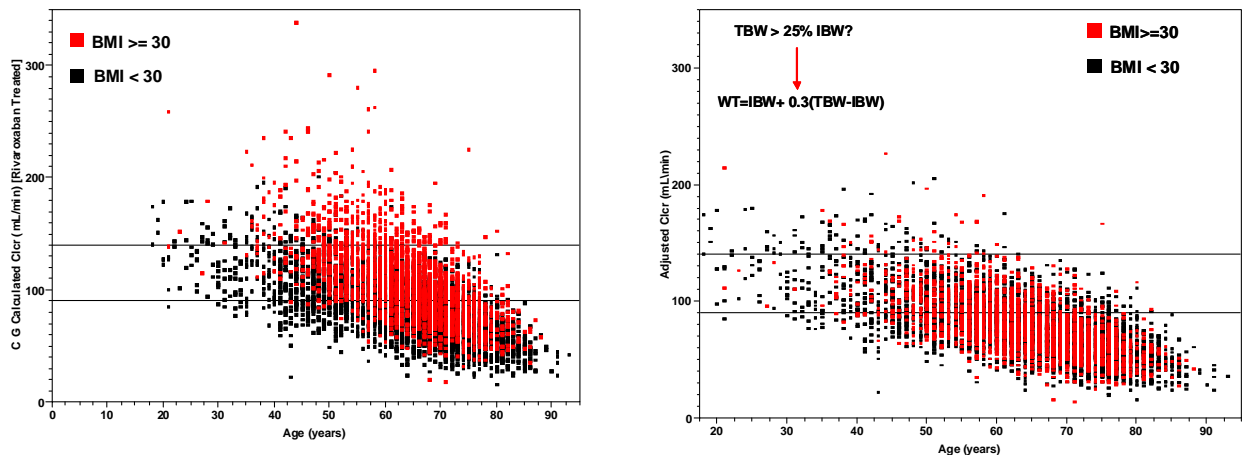 BMI >= 30
BMI < 30
300
200
100
0
C G Calculated Clcr (mL/min) [Rivaroxaban Treated]
0 10 20 30 40 50 60 70 80 90
Age (years)
TBW > 25% IBW?
WT=IBW+ 0.3(TBW-IBW)
BMI>=30
BMI < 30
300
200
100
0
Adjusted Clcr (mL\min)
20 30 40 50 60 70 80 90
Age (years)